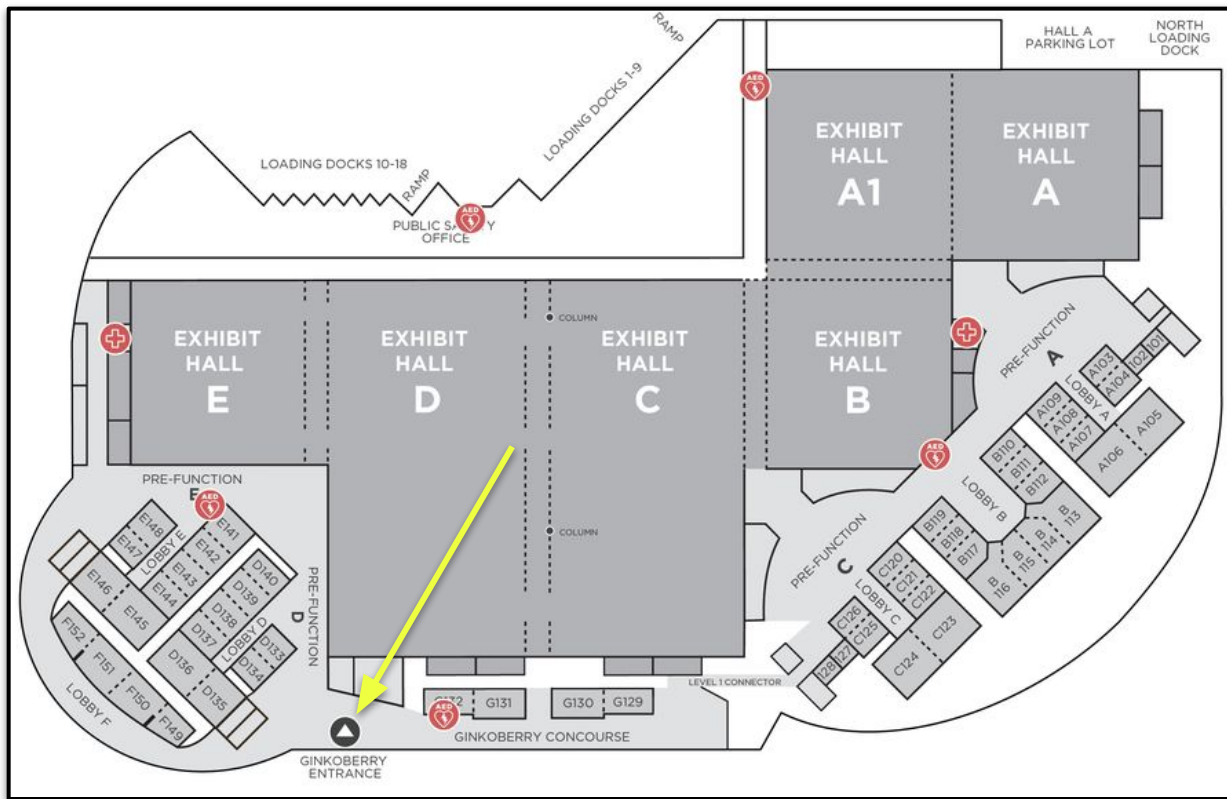 RAMP
HALL A
PARKING LOT
NORTH
LOADING
DOCK
AED
LOADING DOCKS 1-9
LOADING DOCKS 10-18
RAMP
AED
PUBLIC
OFFICE
EXHIBIT
HALL
A1
EXHIBIT
HALL
A
EXHIBIT
HALL
E
EXHIBIT
HALL
D
COLUMN
COLUMN
EXHIBIT
HALL
C
EXHIBIT
HALL
B
AED
PRE-FUNCTION
A
101
102
A103
A104
LOBBY A
A105
A106
A107
A108
A109
B110
B111
B112
LOBBY B
B
113
B
114
B
115
B
116
B117
B118
B119
PRE-FUNCTION
C
C120
C121
C122
LOBBY C
C123
C124
C125
C126
127
128
LEVEL 1 CONNECTOR
PRE-FUNCTION
E
AED
E148
E147
LOBBY E
E141
E142
E143
E144
E146
E145
D140
D139
D138
D137
LOBBY D
D133
D134
D136
D135
PRE-FUNCTION
D
F152
F151
F150
F149
LOBBY F
G131
G130
G129
AED
GINKOBERRY CONCOURSE
GINKOBERRY
ENTRANCE